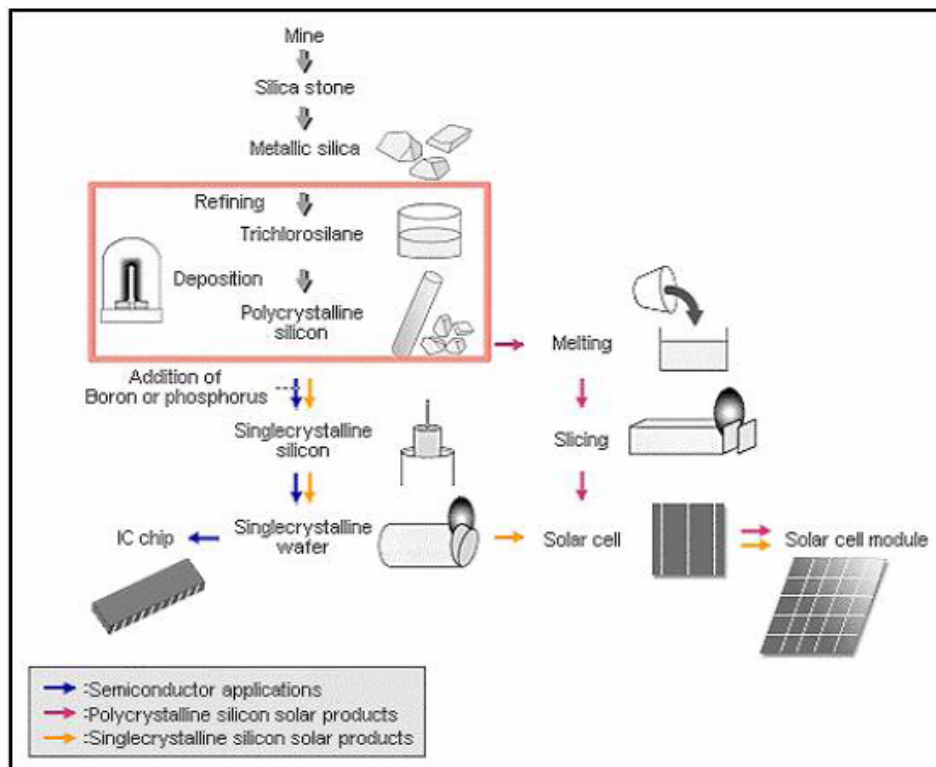 Mine
Silica stone
Metallic silica
Refining
Trichlorosilane
Deposition
Polycrystalline
silicon
Melting
Addition of
Boron or phosphorus
Singlecrystalline
silicon
Slicing
IC chip
Singlecrystalline
wafer
Solar cell
Solar cell module
:Semiconductor applications
:Polycrystalline silicon solar products
:Singlecrystalline silicon solar products